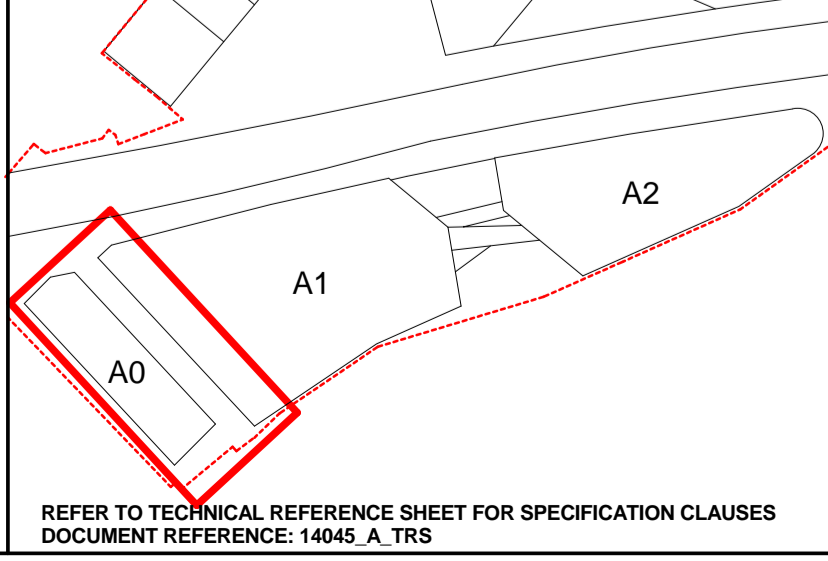 A2
A1
A0
REFER TO TECHNICAL REFERENCE SHEET FOR SPECIFICATION CLAUSES
DOCUMENT REFERENCE: 14045_A_TRS